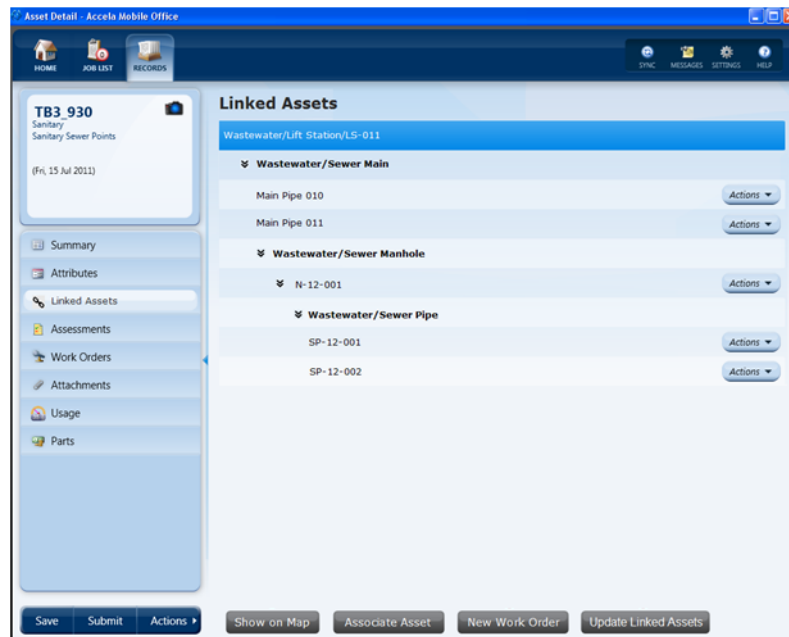 Asset Detail - Accela Mobile Office
HOME
JOB LIST
RECORDS
SYNC
MESSAGES
SETTINGS
HELP
TB3_930
Sanitary
Sanitary Sewer Points
(Fri, 15 Jul 2011)
Summary
Attributes
Linked Assets
Assessments
Work Orders
Attachments
Usage
Parts
Save
Submit
Actions
Linked Assets
Wastewater/Lift Station/LS-011
Wastewater/Sewer Main
Main Pipe 010
Actions
Main Pipe 011
Actions
Wastewater/Sewer Manhole
N-12-001
Actions
Wastewater/Sewer Pipe
SP-12-001
Actions
SP-12-002
Actions
Show on Map
Associate Asset
New Work Order
Update Linked Assets